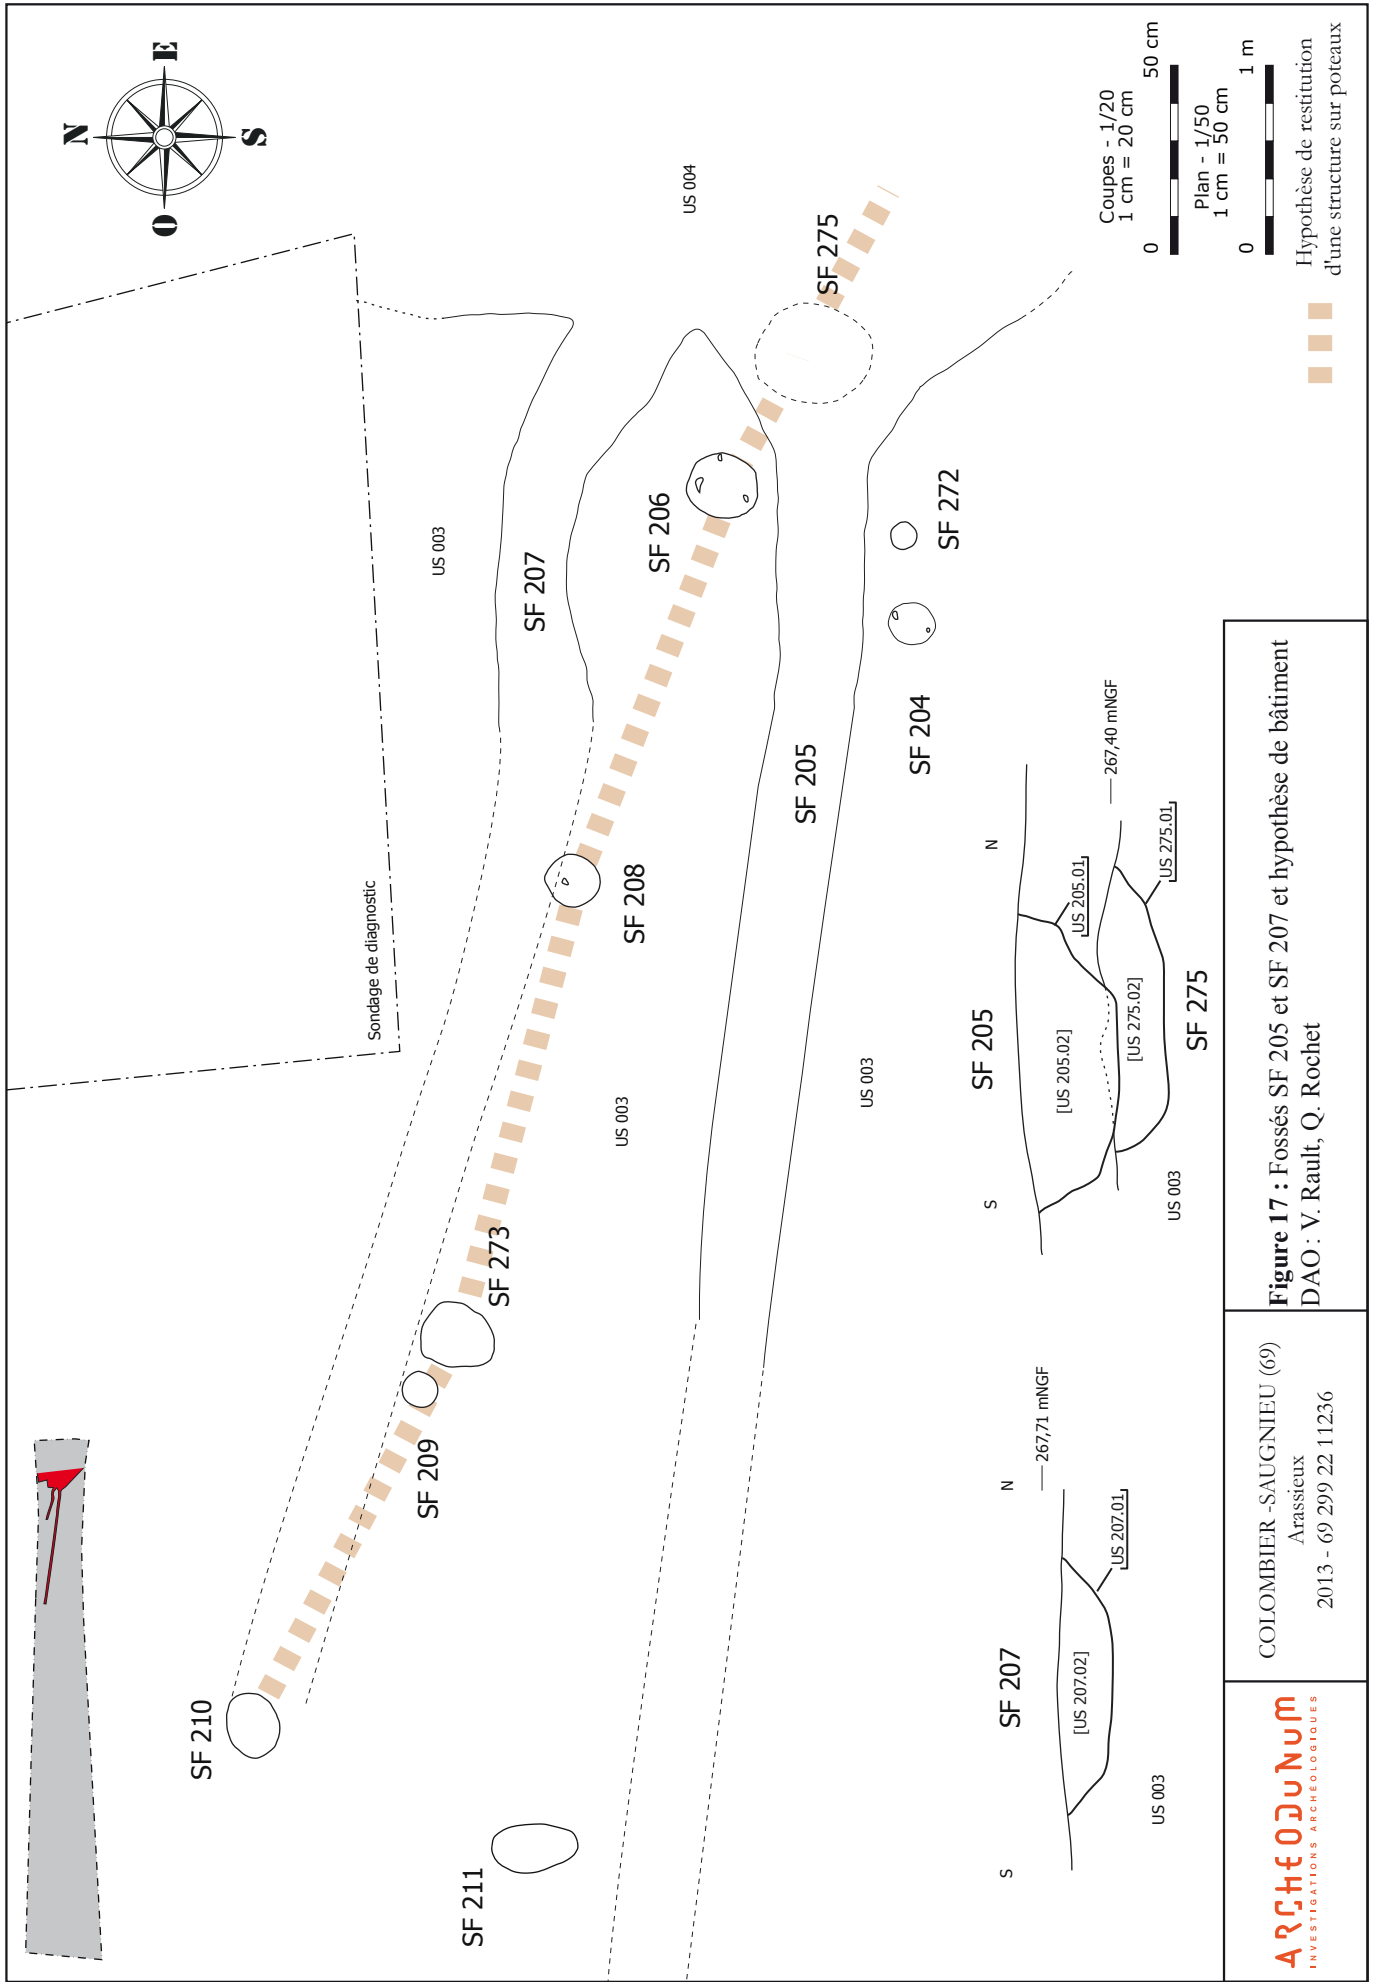 N
E
O
S
Sondage de diagnostic
US 004
US 003
SF 207
SF 275
SF 206
SF 272
SF 204
SF 205
SF 208
US 003
US 003
SF 273
SF 209
SF 210
SF 211
Coupes - 1/20
1 cm = 20 cm
0
50 cm
Plan - 1/50
1 cm = 50 cm
0
1 m
Hypothèse de restitution
d'une structure sur poteaux
SF 207
S
N
267,71 mNGF
[US 207.02]
US 207.01
US 003
SF 205
S
N
US 205.01
[US 205.02]
267,40 mNGF
[US 275.02]
US 275.01
US 003
SF 275
ARCHEODUNUM
INVESTIGATIONS ARCHÉOLOGIQUES
COLOMBIER -SAUGNIEU (69)
Arassieux
2013 - 69 299 22 11236
Figure 17 : Fossés SF 205 et SF 207 et hypothèse de bâtiment
DAO : V. Rault, Q. Rochet